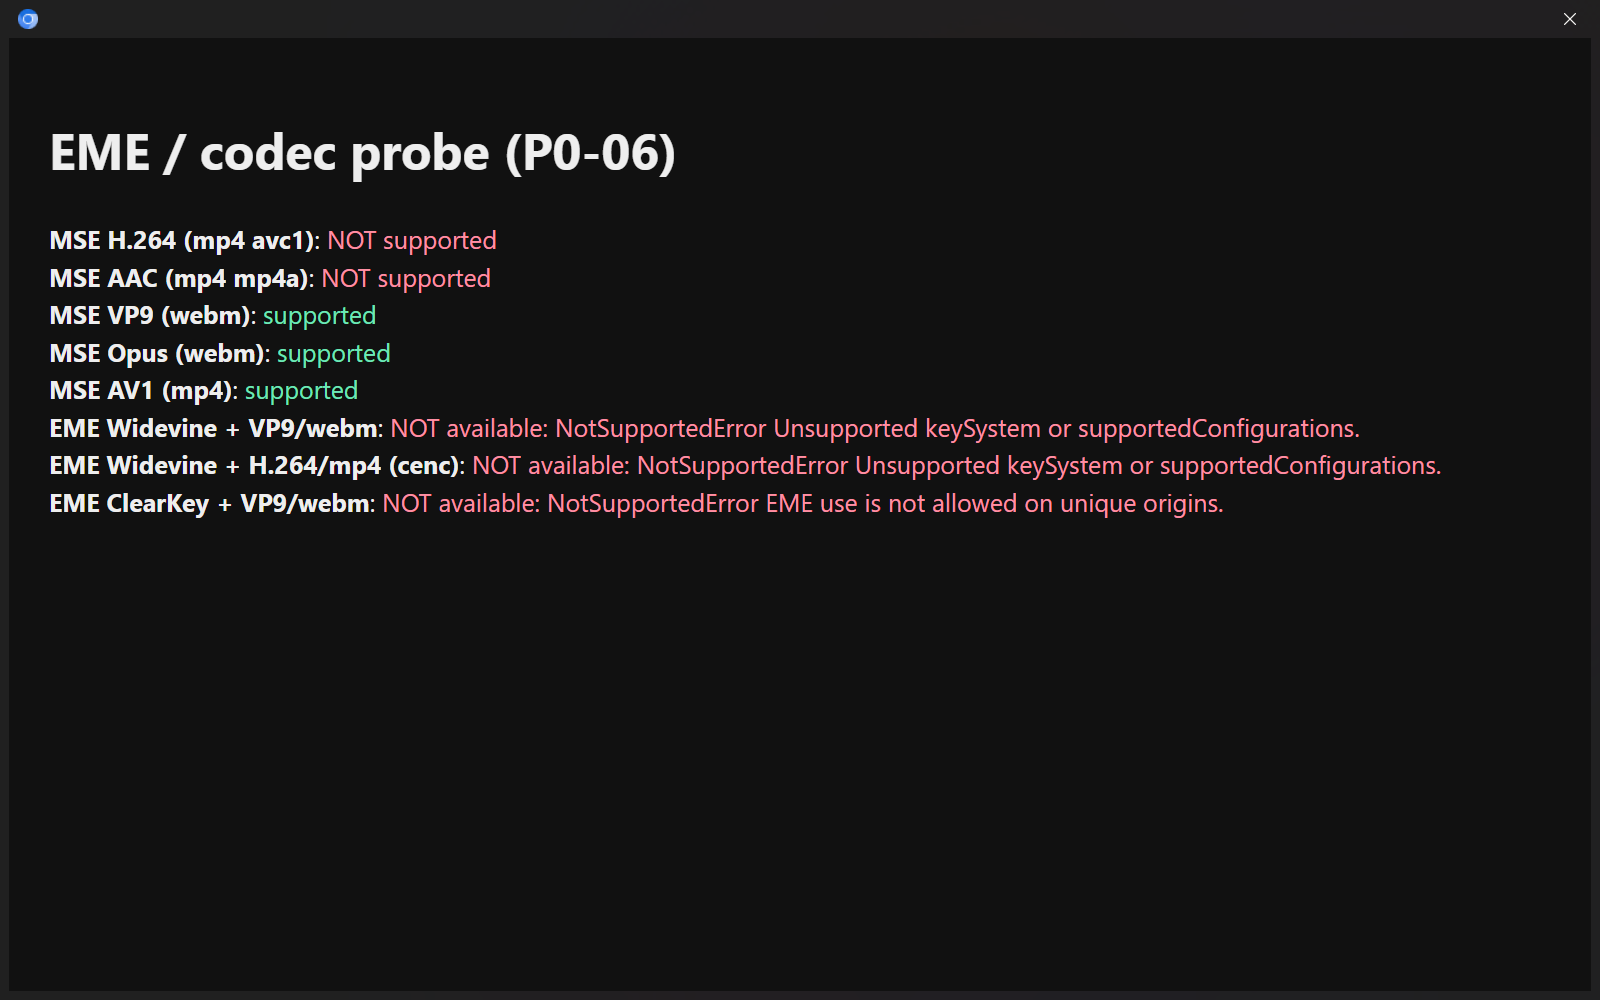 EME / codec probe (P0-06)
MSE H.264 (mp4 avc1): NOT supported
MSE AAC (mp4 mp4a): NOT supported
MSE VP9 (webm): supported
MSE Opus (webm): supported
MSE AV1 (mp4): supported
EME Widevine + VP9/webm: NOT available: NotSupportedError Unsupported keySystem or supportedConfigurations.
EME Widevine + H.264/mp4 (cenc): NOT available: NotSupportedError Unsupported keySystem or supportedConfigurations.
EME ClearKey + VP9/webm: NOT available: NotSupportedError EME use is not allowed on unique origins.